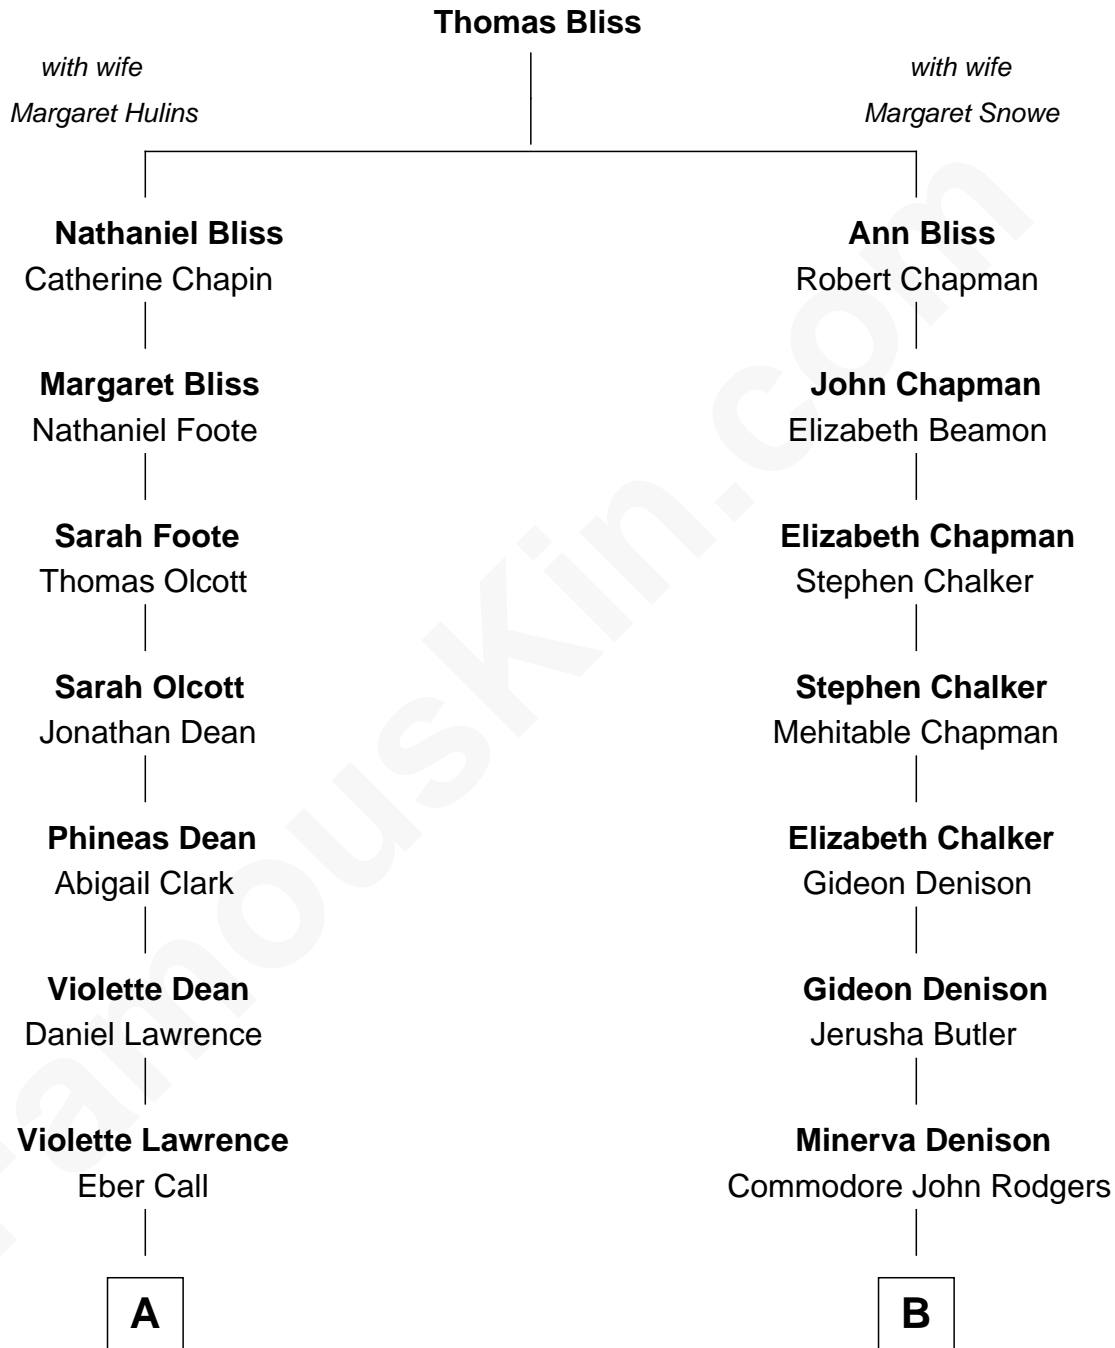 Thomas Bliss
with wife
Margaret Hulins
with wife
Margaret Snowe
Nathaniel Bliss
Catherine Chapin
Ann Bliss
Robert Chapman
Margaret Bliss
Nathaniel Foote
John Chapman
Elizabeth Beamon
Sarah Foote
Thomas Olcott
Elizabeth Chapman
Stephen Chalker
Sarah Olcott
Jonathan Dean
Stephen Chalker
Mehitable Chapman
Phineas Dean
Abigail Clark
Elizabeth Chalker
Gideon Denison
Violette Dean
Daniel Lawrence
Gideon Denison
Jerusha Butler
Violette Lawrence
Eber Call
Minerva Denison
Commodore John Rodgers
A
B
FamousKin.com